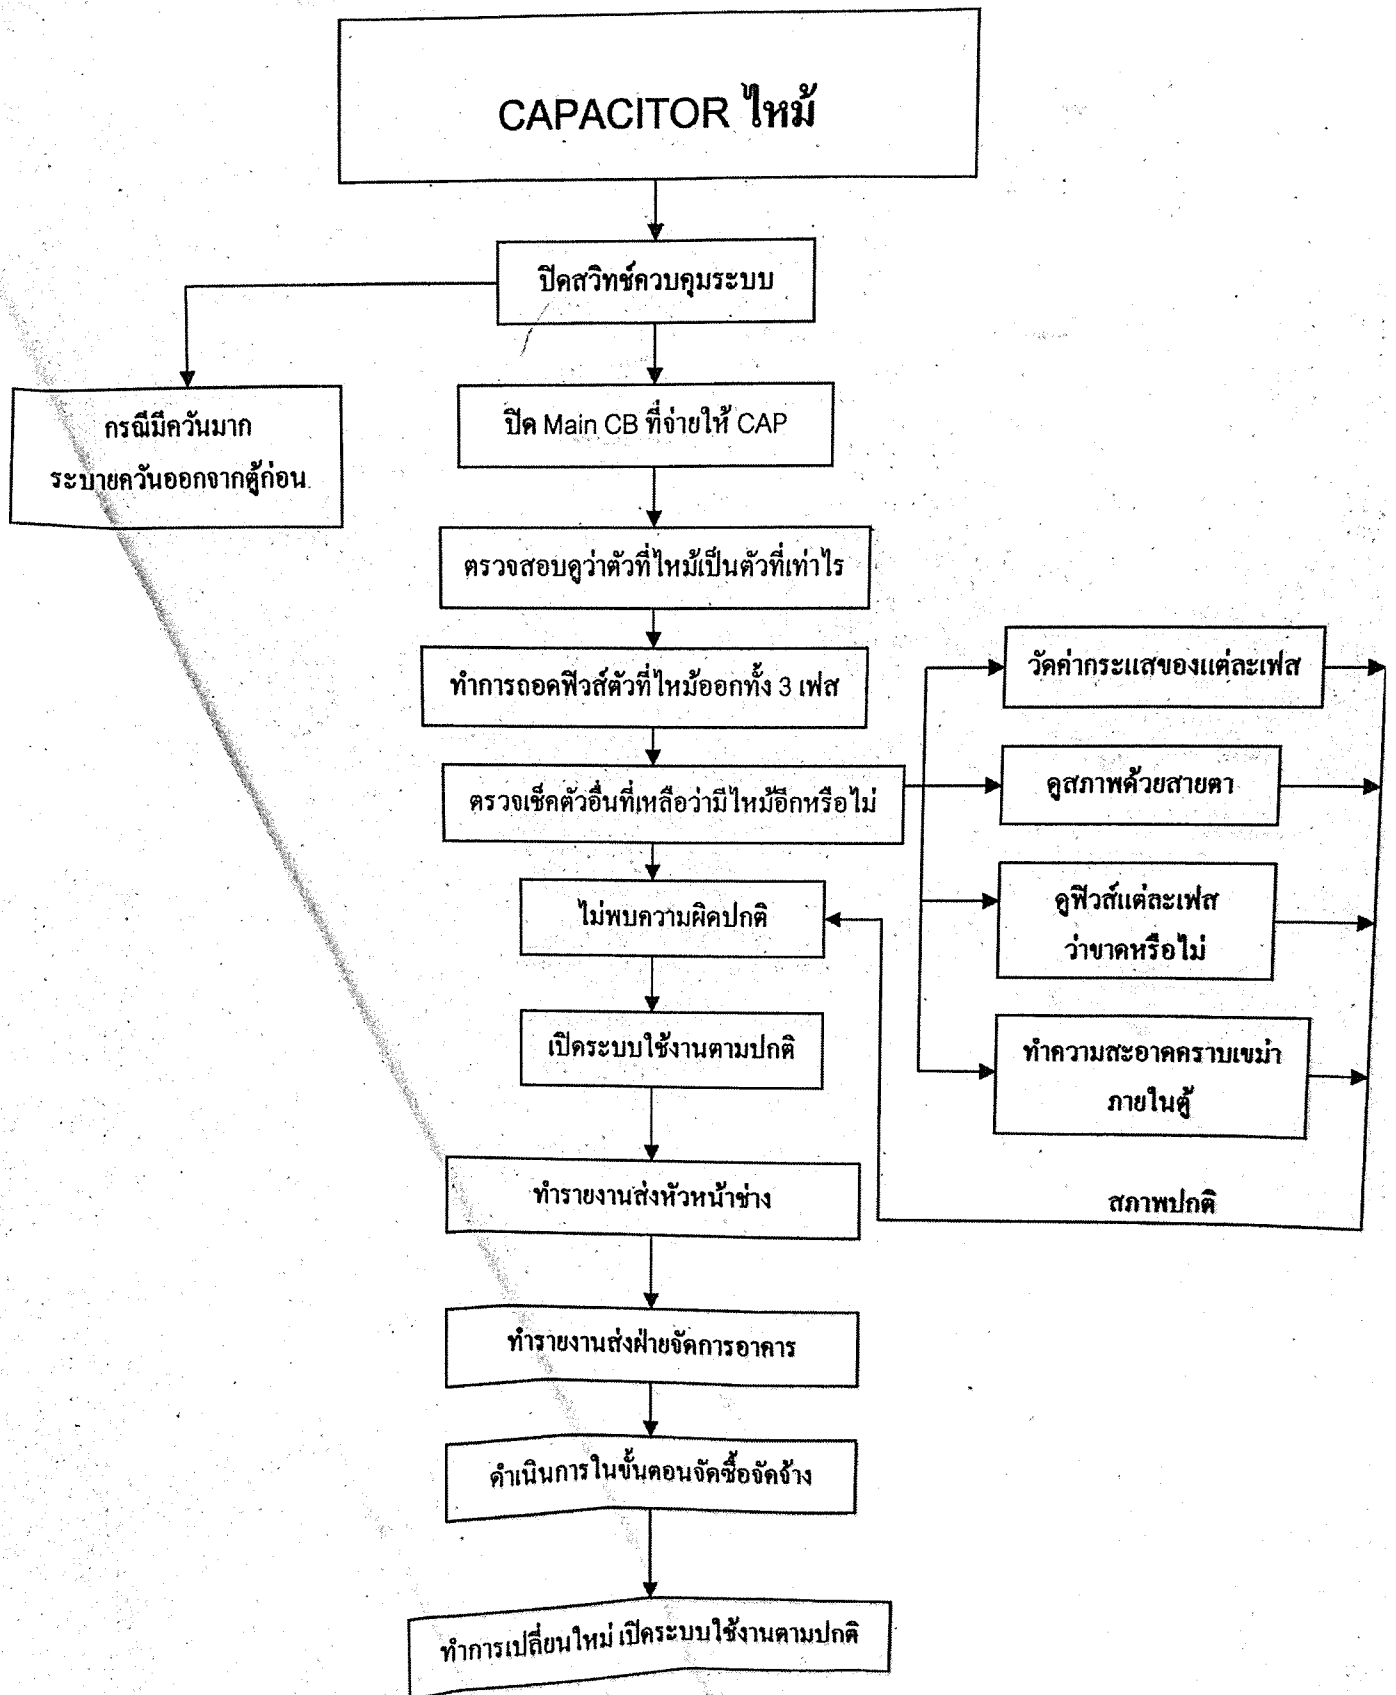 CAPACITOR ไหม้
ปิดสวิทช์ควบคุมระบบ
กรณีมีควันมาก
ระบายควันออกจากตู้ก่อน
ปิด Main CB ที่จ่ายให้ CAP
ตรวจสอบดูว่าตัวที่ไหม้เป็นตัวที่เท่าไร
ทำการถอดฟิวส์ตัวที่ไหม้ออกทั้ง 3 เฟส
ตรวจเช็คตัวอื่นที่เหลือว่ามีไหม้อีกหรือไม่
วัดค่ากระแสของแต่ละเฟส
ดูสภาพด้วยสายตา
ดูฟิวส์แต่ละเฟส
ว่าขาดหรือไม่
ทำความสะอาดคราบเขม่า
ภายในตู้
สภาพปกติ
ไม่พบความผิดปกติ
เปิดระบบใช้งานตามปกติ
ทำรายงานส่งหัวหน้าช่าง
ทำรายงานส่งฝ่ายจัดการอาคาร
ดำเนินการในขั้นตอนจัดซื้อจัดจ้าง
ทำการเปลี่ยนใหม่ เปิดระบบใช้งานตามปกติ